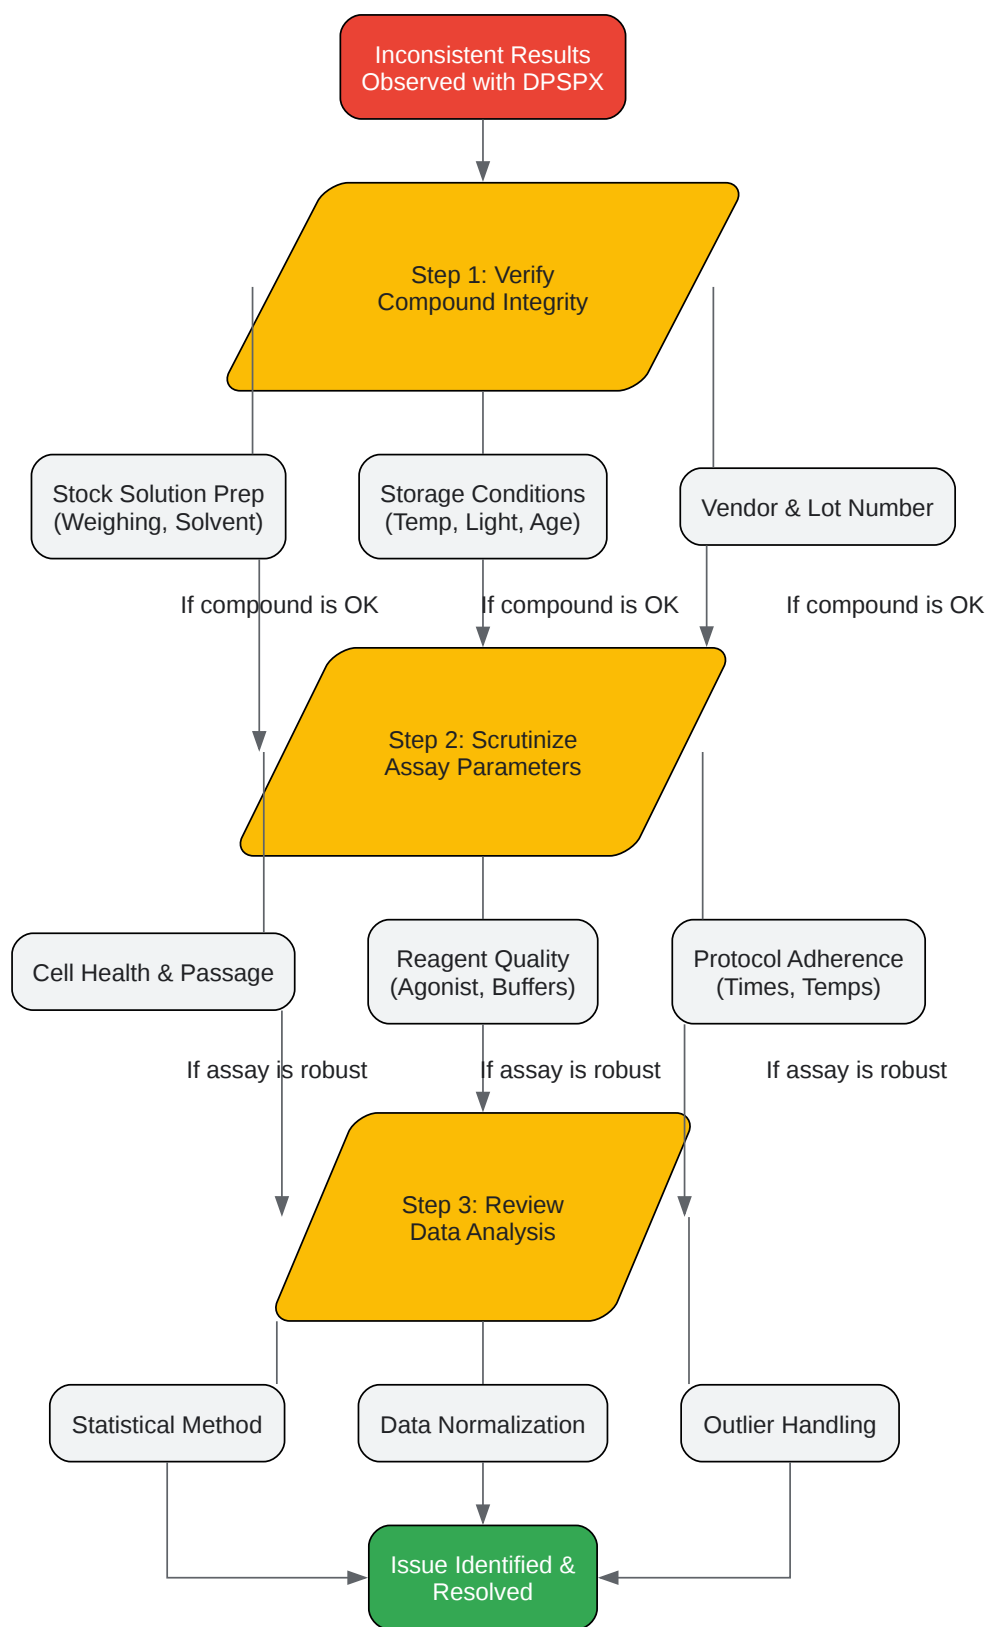 Inconsistent Results
Observed with DPSPX
Step 1: Verify
Compound Integrity
Stock Solution Prep
(Weighing, Solvent)
Storage Conditions
(Temp, Light, Age)
Vendor & Lot Number
If compound is OK
If compound is OK
If compound is OK
Step 2: Scrutinize
Assay Parameters
Cell Health & Passage
Reagent Quality
(Agonist, Buffers)
Protocol Adherence
(Times, Temps)
If assay is robust
If assay is robust
If assay is robust
Step 3: Review
Data Analysis
Statistical Method
Data Normalization
Outlier Handling
Issue Identified &
Resolved